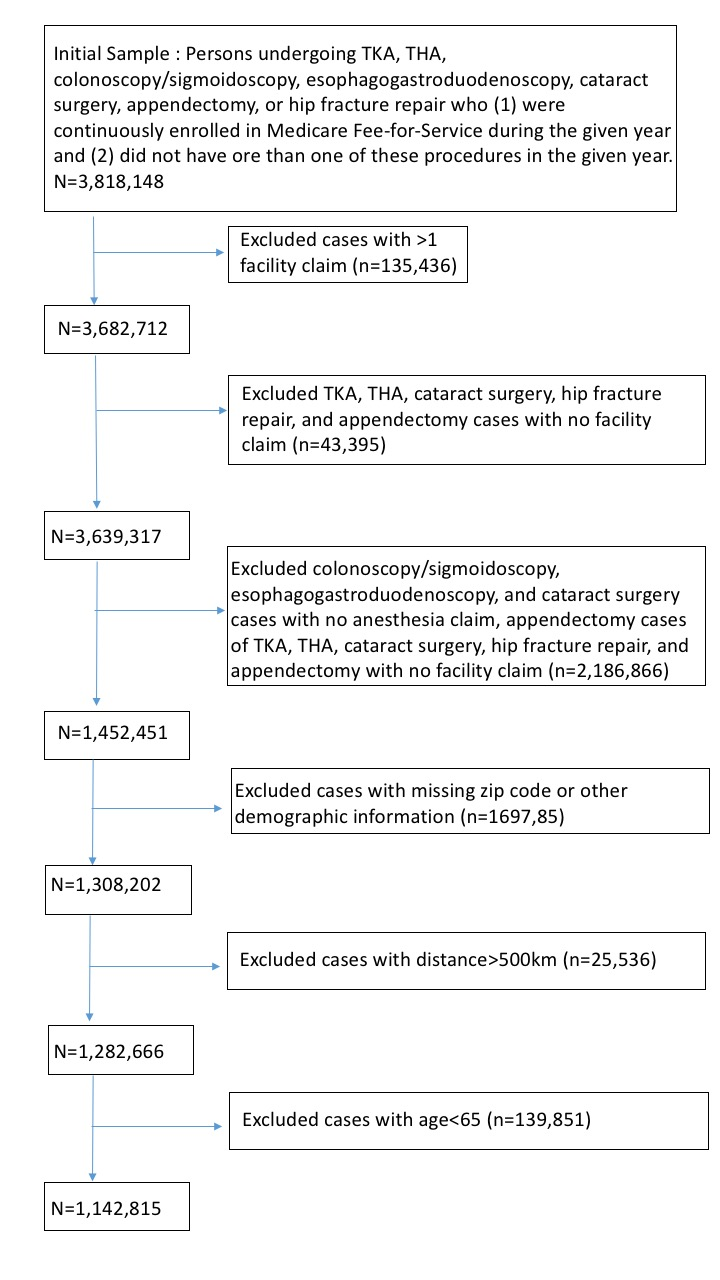 Initial Sample : Persons undergoing TKA, THA,
colonoscopy/sigmoidoscopy, esophagogastroduodenoscopy, cataract
surgery, appendectomy, or hip fracture repair who (1) were
continuously enrolled in Medicare Fee-for-Service during the given year
and (2) did not have ore than one of these procedures in the given year.
N=3,818,148
Excluded cases with >1
facility claim (n=135,436)
N=3,682,712
Excluded TKA, THA, cataract surgery, hip fracture
repair, and appendectomy cases with no facility
claim (n=43,395)
N=3,639,317
Excluded colonoscopy/sigmoidoscopy,
esophagogastroduodenoscopy, and cataract surgery
cases with no anesthesia claim, appendectomy cases
of TKA, THA, cataract surgery, hip fracture repair, and
appendectomy with no facility claim (n=2,186,866)
N=1,452,451
Excluded cases with missing zip code or other
demographic information (n=1697,85)
N=1,308,202
Excluded cases with distance>500km (n=25,536)
N=1,282,666
Excluded cases with age<65 (n=139,851)
N=1,142,815